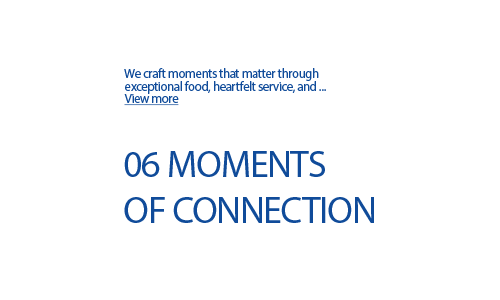 We craft moments that matter through
exceptional food, heartfelt service, and ...
View more
06 MOMENTS
OF CONNECTION